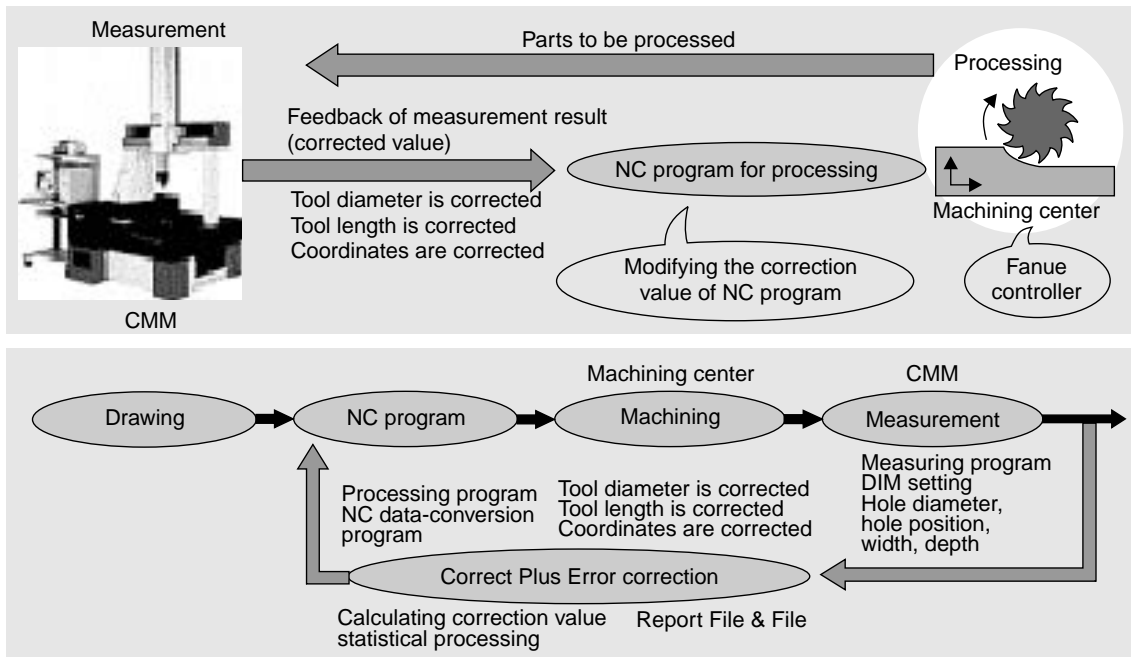 Measurement
Parts to be processed
Processing
Feedback of measurement result
(corrected value)
NC program for processing
Tool diameter is corrected
Tool length is corrected
Coordinates are corrected
Machining center
Modifying the correction
value of NC program
Fanue
controller
CMM
Machining center
CMM
Drawing
NC program
Machining
Measurement
Processing program
NC data-conversion
program
Tool diameter is corrected
Tool length is corrected
Coordinates are corrected
Measuring program
DIM setting
Hole diameter,
hole position,
width, depth
Correct Plus Error correction
Calculating correction value
statistical processing
Report File & File